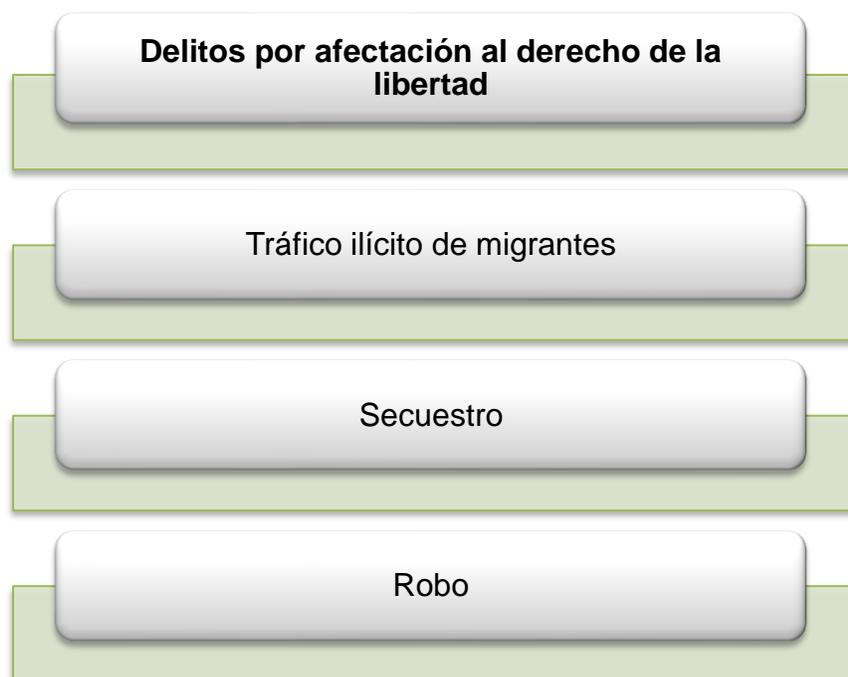 Delitos por afectación al derecho de la
libertad
Tráfico ilícito de migrantes
Secuestro
Robo